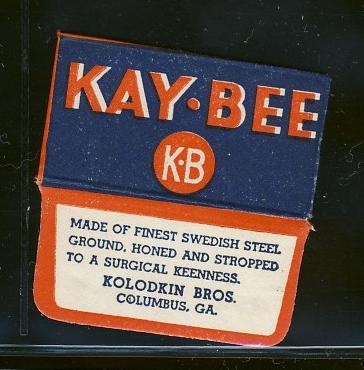 KAY·BEE
K·B
MADE OF FINEST SWEDISH STEEL
GROUND, HONED AND STROPPED
TO A SURGICAL KEENNESS.
KOLODKIN BROS.
COLUMBUS, GA.